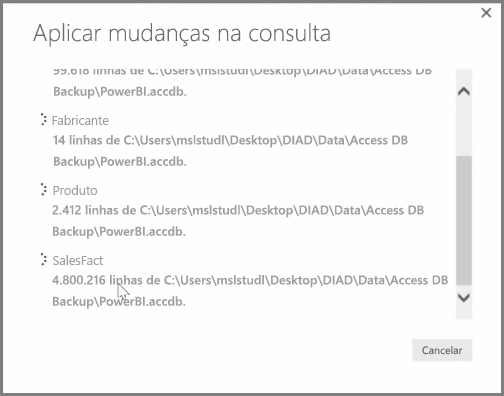 Aplicar mudanças na consulta
99.618 linhas de C:\Users\mslstudl\Desktop\DIAD\Data\Access DB
Backup\PowerBI.accdb.
Fabricante
14 linhas de C:\Users\mslstudl\Desktop\DIAD\Data\Access DB
Backup\PowerBI.accdb.
Produto
2.412 linhas de C:\Users\mslstudl\Desktop\DIAD\Data\Access DB
Backup\PowerBI.accdb.
SalesFact
4.800.216 linhas de C:\Users\mslstudl\Desktop\DIAD\Data\Access DB
Backup\PowerBI.accdb.
Cancelar